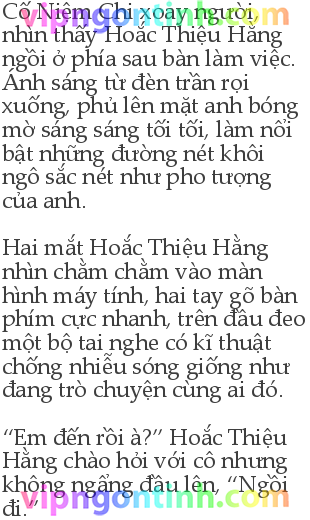 Cố Niệm Chi xoay người,
nhìn thấy Hoắc Thiệu Hằng
ngồi ở phía sau bàn làm việc.
Ánh sáng từ đèn trần rọi
xuống, phủ lên mặt anh bóng
mờ sáng sáng tối tối, làm nổi
bật những đường nét khôi
ngô sắc nét như pho tượng
của anh.

Hai mắt Hoắc Thiệu Hằng
nhìn chằm chằm vào màn
hình máy tính, hai tay gõ bàn
phím cực nhanh, trên đầu đeo
một bộ tai nghe có kĩ thuật
chống nhiễu sóng giống như
đang trò chuyện cùng ai đó.

“Em đến rồi à?” Hoắc Thiệu
Hằng chào hỏi với cô nhưng
không ngẩng đầu lên, “Ngồi
đi.”
vipngontinh.com
vipngontinh.com